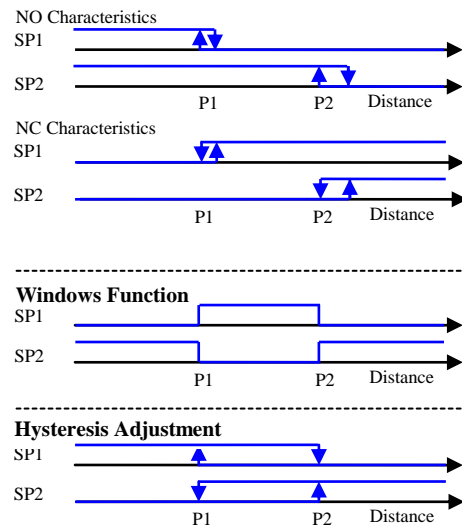 NO Characteristics
SP1
SP2
P1 P2 Distance
NC Characteristics
SP1
SP2
P1 P2 Distance
Windows Function
SP1
SP2
P1 P2 Distance
Hysteresis Adjustment
SP1
SP2
P1 P2 Distance